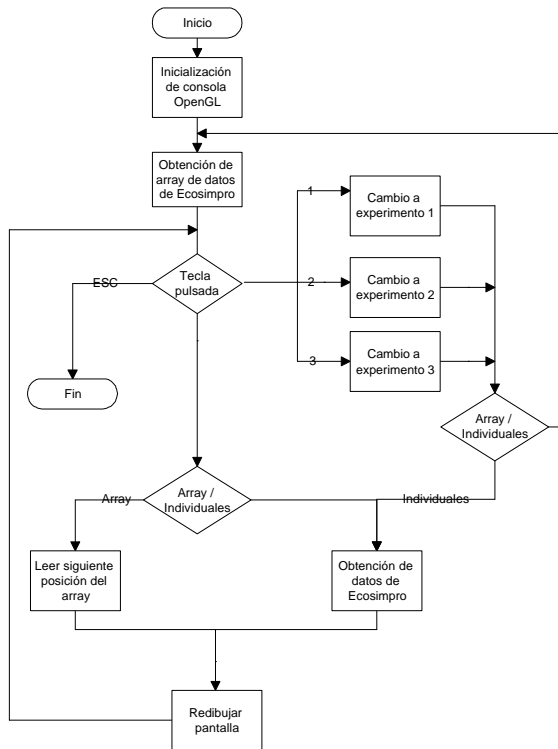 Inicio
Inicialización
de consola
OpenGL
Obtención de
array de datos
de Ecosimpro
1
Cambio a
experimento 1
Tecla
pulsada
ESC
2
Cambio a
experimento 2
3
Cambio a
experimento 3
Fin
Array /
Individuales
Array /
Individuales
Array
Individuales
Leer siguiente
posición del
array
Obtención de
datos de
Ecosimpro
Redibujar
pantalla